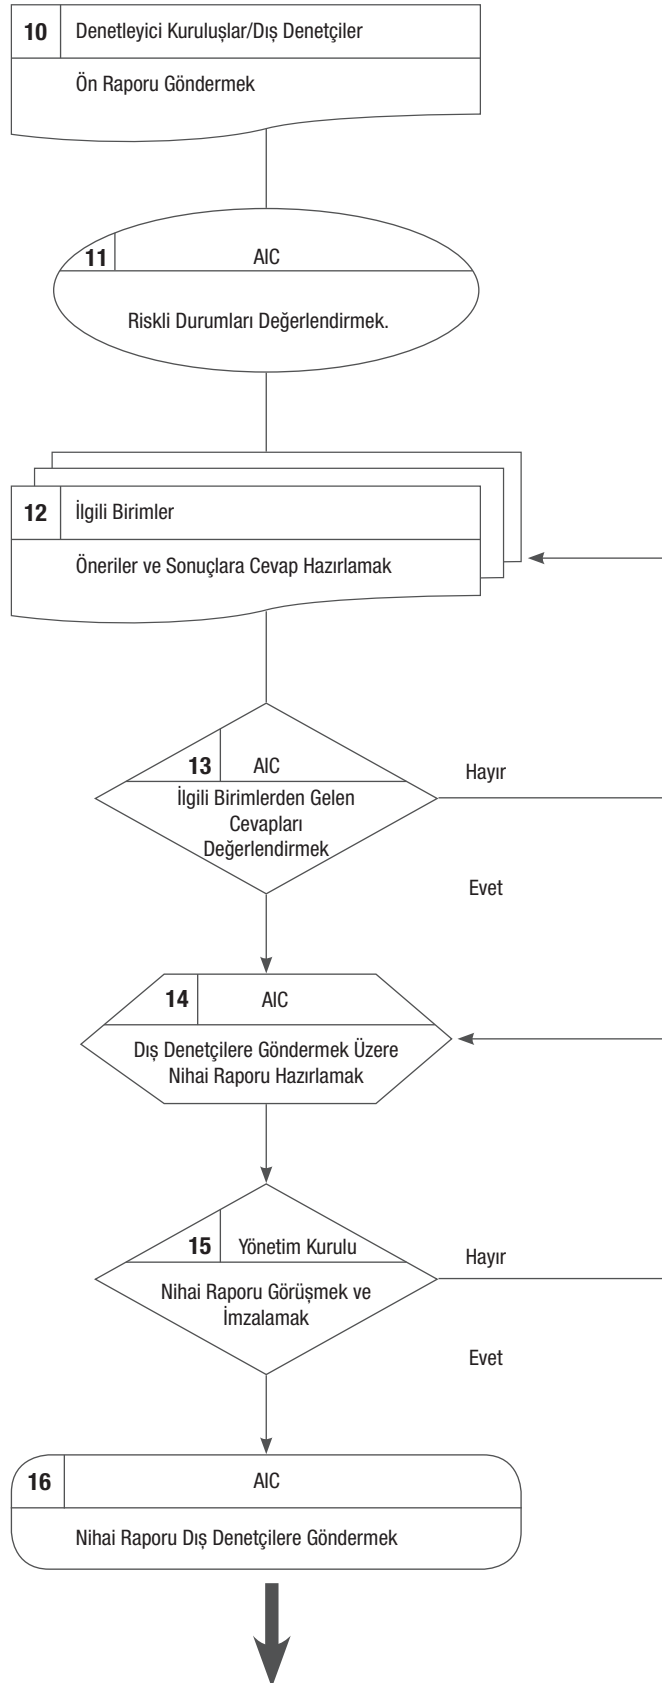 10 Denetleyici Kuruluşlar/Dış Denetçiler
Ön Raporu Göndermek
11 AIC
Riskli Durumları Değerlendirmek.
12 İlgili Birimler
Öneriler ve Sonuçlara Cevap Hazırlamak
13 AIC
İlgili Birimlerden Gelen
Cevapları
Değerlendirmek
Hayır
Evet
14 AIC
Dış Denetçilere Göndermek Üzere
Nihai Raporu Hazırlamak
15 Yönetim Kurulu
Nihai Raporu Görüşmek ve
İmzalamak
Hayır
Evet
16 AIC
Nihai Raporu Dış Denetçilere Göndermek